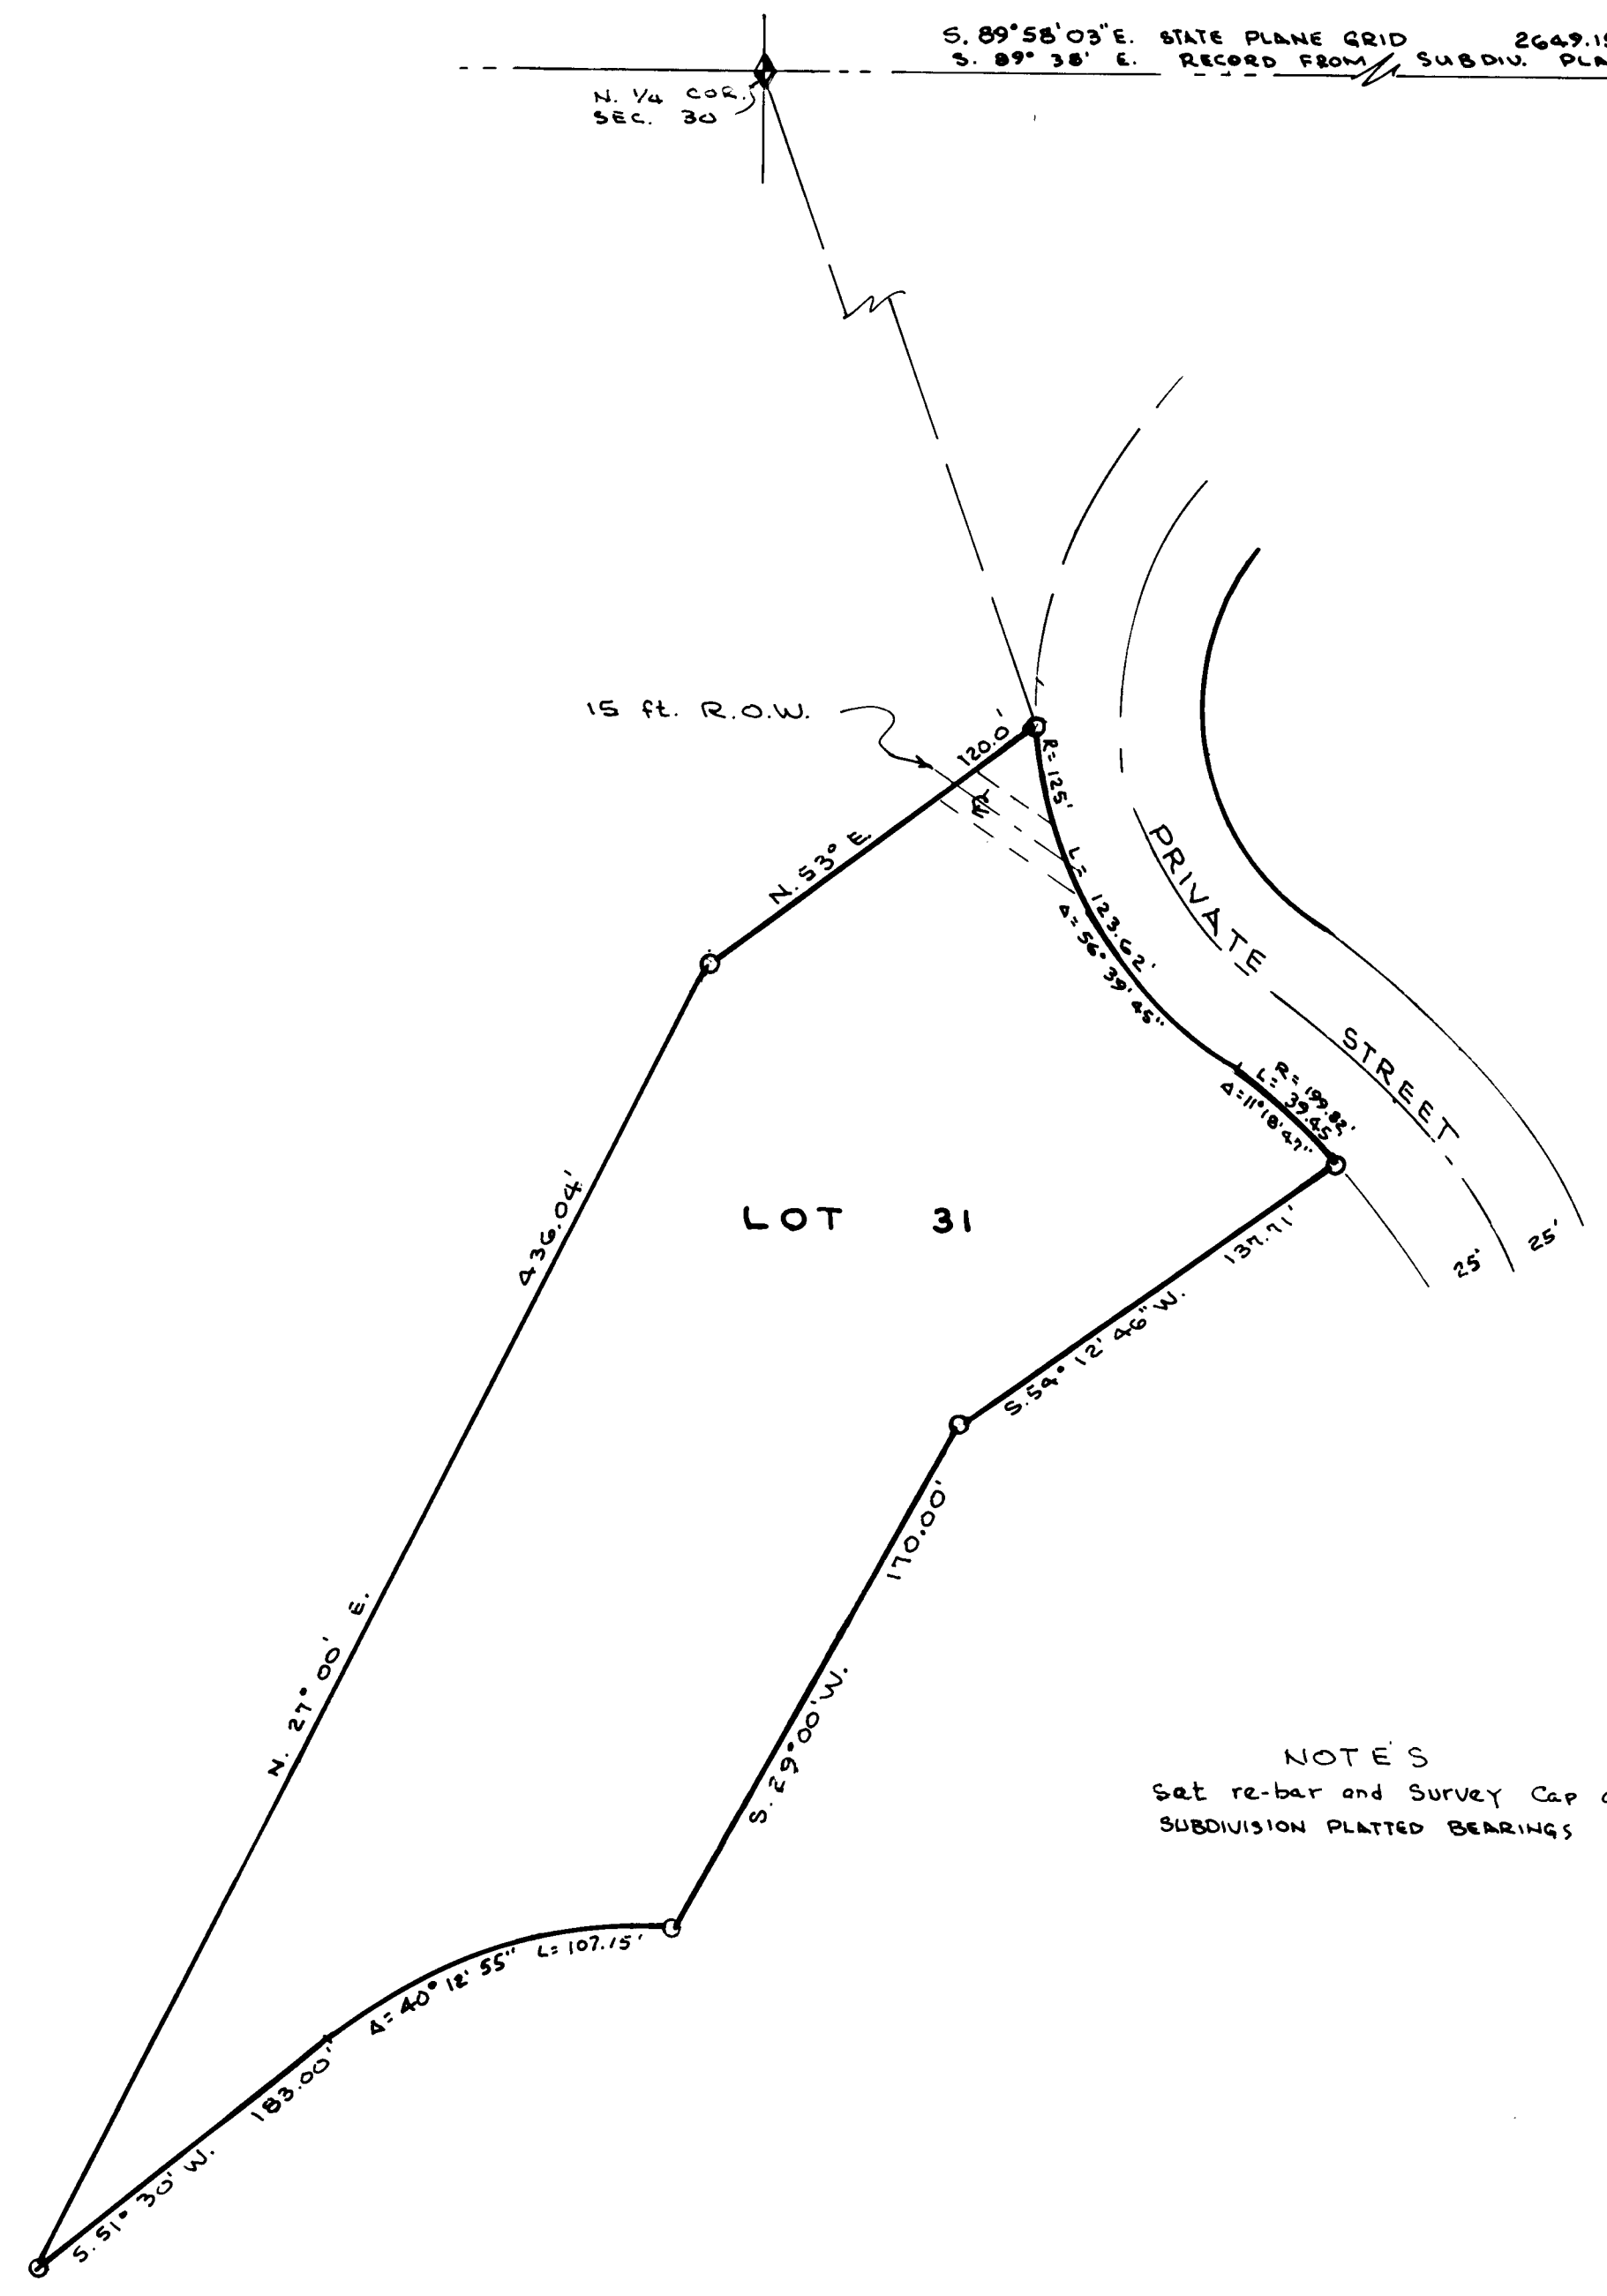 S. 89°58'03"E. STATE PLANE GRID 2649.1
S. 89° 38' E. RECORD FROM SUBDIV. PLA
N. 1/4 COR.
SEC. 30
15 ft. R.O.W.
120.0'
N. 53° E.
R= 125'
L= 123.62'
Δ= 56° 39' 45"
PRIVATE STREET
R= 199.82'
L= 39.45'
Δ=11°18'47"
25'
25'
436.04'
LOT 31
137.71'
S. 54° 12' 46" W.
170.00'
N. 27° 00' E.
S. 29° 00' W.
NOTE'S
Set re-bar and Survey Cap
SUBDIVISION PLATTED BEARINGS
Δ= 40° 12' 55" L= 107.15'
183.00'
S. 51° 30' W.